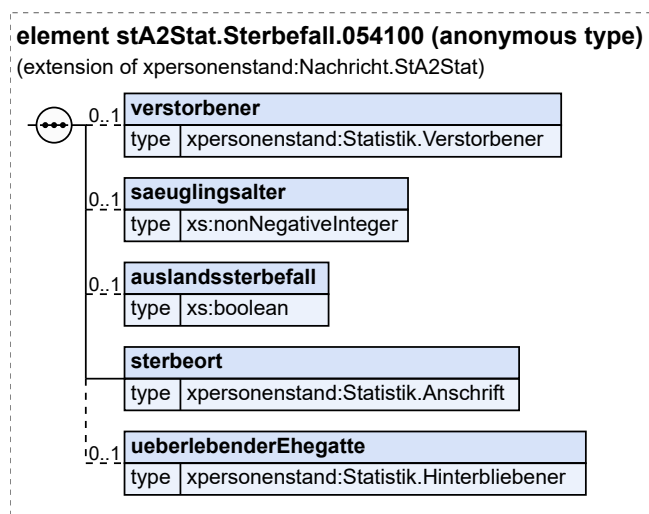 element stA2Stat.Sterbefall.054100 (anonymous type)
(extension of xpersonenstand:Nachricht.StA2Stat)
0..1 verstorbener
type xpersonenstand:Statistik.Verstorbener
0..1 saeuglingsalter
type xs:nonNegativeInteger
0..1 auslandssterbefall
type xs:boolean
sterbeort
type xpersonenstand:Statistik.Anschrift
0..1 ueberlebenderEhegatte
type xpersonenstand:Statistik.Hinterbliebener